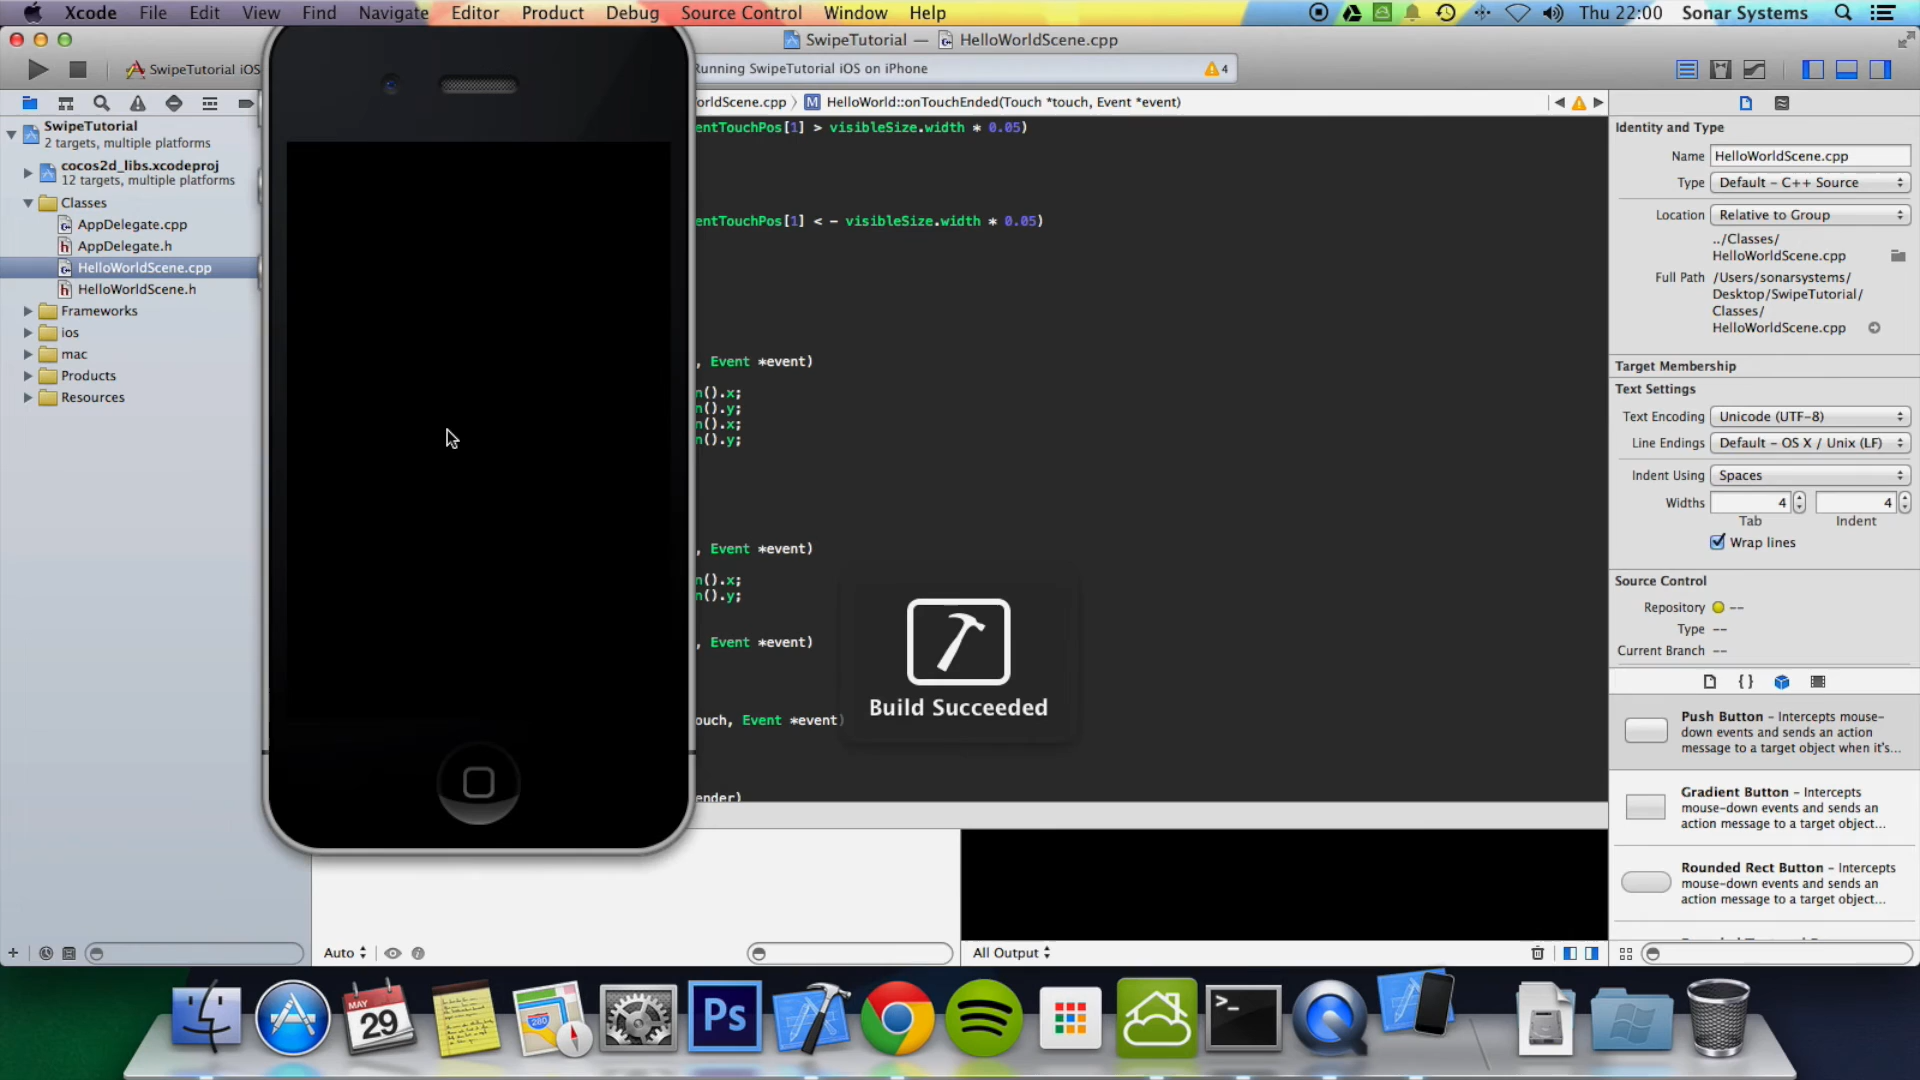 Xcode File Edit View Find Navigate Editor Product Debug Source Control Window Help Thu 22:00 Sonar Systems
SwipeTutorial — HelloWorldScene.cpp
SwipeTutorial iOS
Running SwipeTutorial iOS on iPhone
4
HelloWorld::onTouchEnded(Touch *touch, Event *event)
SwipeTutorial
2 targets, multiple platforms
cocos2d_libs.xcodeproj
12 targets, multiple platforms
Classes
AppDelegate.cpp
AppDelegate.h
HelloWorldScene.cpp
HelloWorldScene.h
Frameworks
ios
mac
Products
Resources
entTouchPos[1] > visibleSize.width * 0.05)
entTouchPos[1] < - visibleSize.width * 0.05)
, Event *event)
n().x;
n().y;
n().x;
n().y;
, Event *event)
n().x;
n().y;
, Event *event)
ouch, Event *event)
ender)
Build Succeeded
Identity and Type
Name HelloWorldScene.cpp
Type Default - C++ Source
Location Relative to Group
../Classes/
HelloWorldScene.cpp
Full Path /Users/sonarsystems/
Desktop/SwipeTutorial/
Classes/
HelloWorldScene.cpp
Target Membership
Text Settings
Text Encoding Unicode (UTF-8)
Line Endings Default - OS X / Unix (LF)
Indent Using Spaces
Widths 4 4
Tab Indent
Wrap lines
Source Control
Repository --
Type --
Current Branch --
{ }
Push Button - Intercepts mouse-
down events and sends an action
message to a target object when it's...
Gradient Button - Intercepts
mouse-down events and sends an
action message to a target object...
Rounded Rect Button - Intercepts
mouse-down events and sends an
action message to a target object...
Auto
All Output
MAY
29
280
Ps
>_